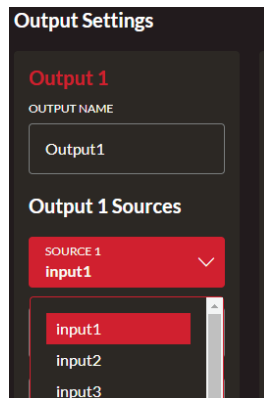 Output Settings
Output 1
OUTPUT NAME
Output1
Output 1 Sources
SOURCE 1
input1
input1
input2
input3